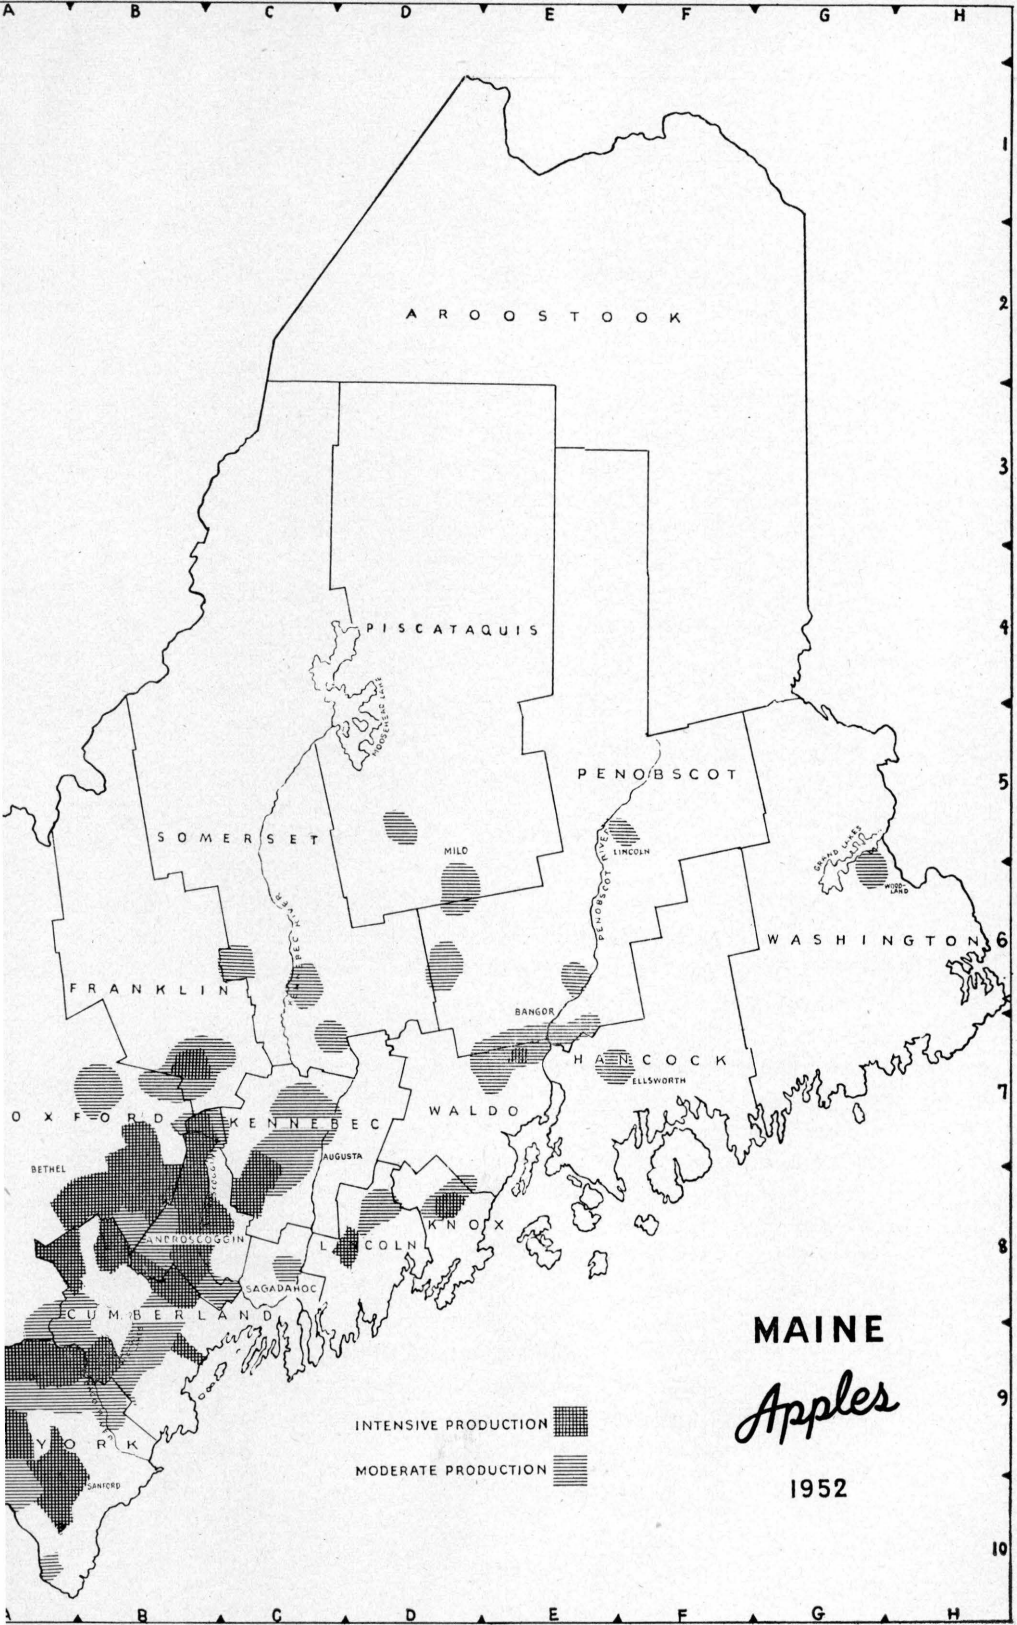 A B C D E F G H
1
AROOSTOOK
2
3
PISCATAQUIS
4
MOOSEHEAD LAKE
PENOBSCOT
5
SOMERSET
MILO
LINCOLN
GRAND LAKES
WOOD-
LAND
PENOBSCOT RIVER
KENNEBEC RIVER
WASHINGTON
6
FRANKLIN
BANGOR
HANCOCK
ELLSWORTH
7
OXFORD
KENNEBEC
WALDO
BETHEL
AUGUSTA
KNOX
ANDROSCOGGIN
LINCOLN
8
SAGADAHOC
CUMBERLAND
MAINE
Apples
1952
9
INTENSIVE PRODUCTION
MODERATE PRODUCTION
YORK
SANFORD
10
A B C D E F G H